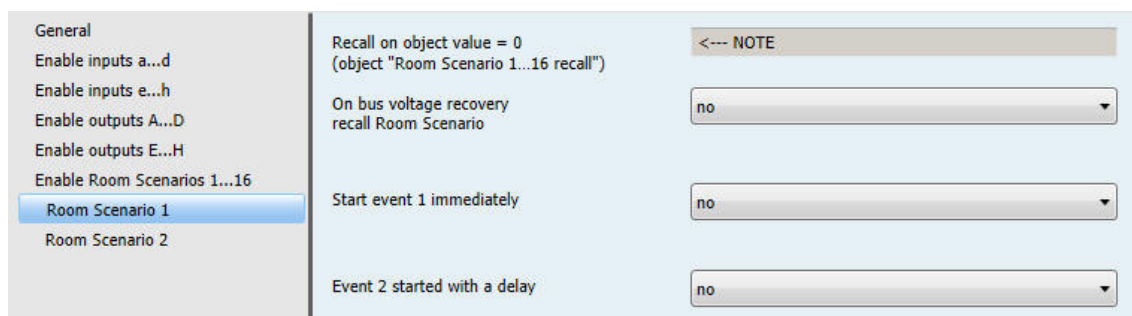 General
Enable inputs a...d
Enable inputs e...h
Enable outputs A...D
Enable outputs E...H
Enable Room Scenarios 1...16
Room Scenario 1
Room Scenario 2
Recall on object value = 0
(object "Room Scenario 1...16 recall")
<--- NOTE
On bus voltage recovery
recall Room Scenario
no
Start event 1 immediately
no
Event 2 started with a delay
no